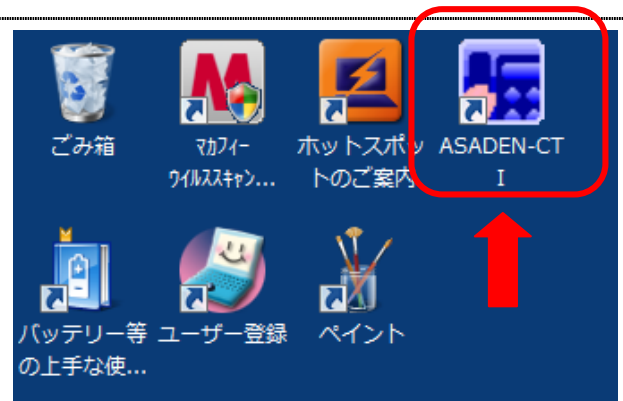 ごみ箱
ﾏｶﾌｨｰ
ｳｲﾙｽｽｷｬﾝ...
ホットスポッ
トのご案内
ASADEN-CT
I
バッテリー等
の上手な使...
ユーザー登録
ペイント